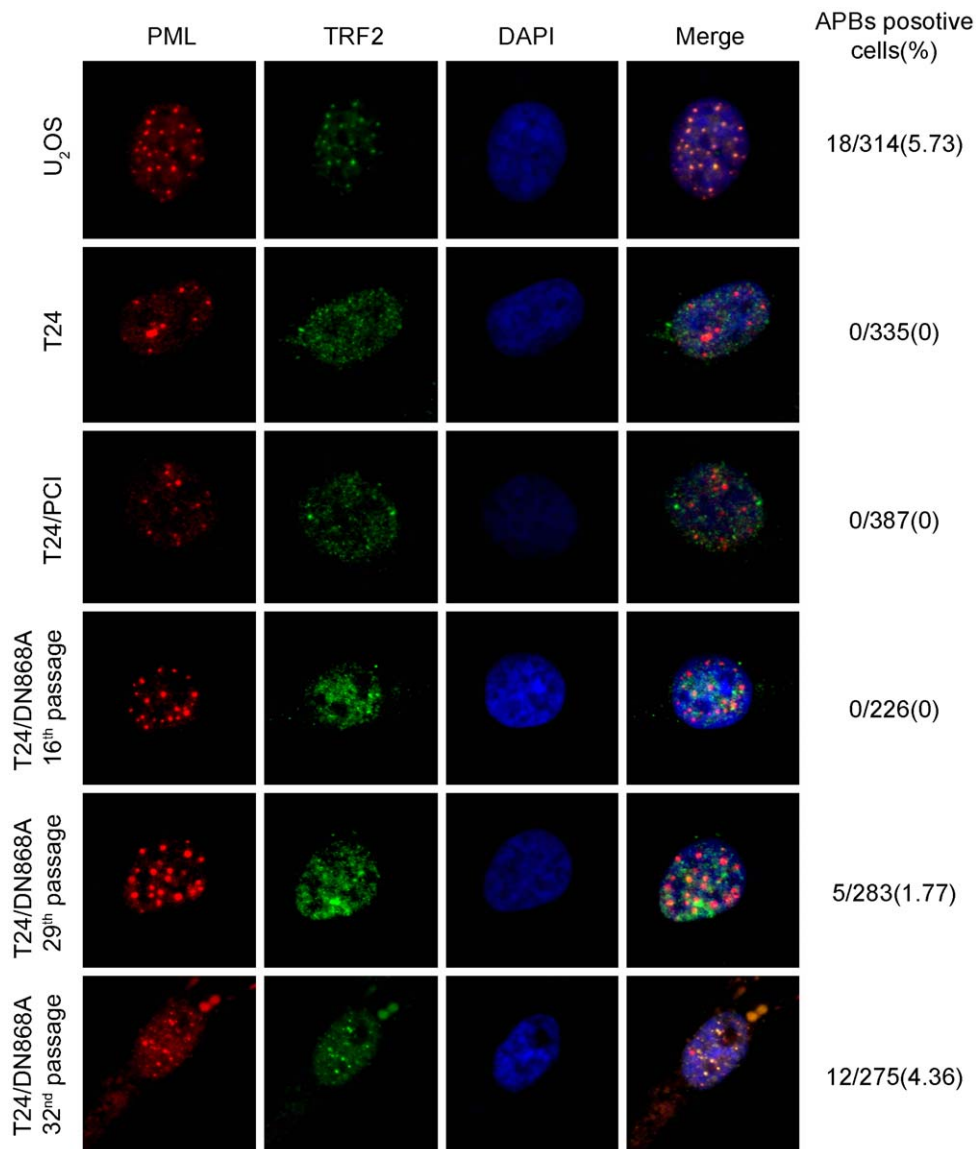 PML TRF2 DAPI Merge APBs posotive
cells(%)
U₂OS 18/314(5.73)
T24 0/335(0)
T24/PCI 0/387(0)
T24/DN868A
16ᵗʰ passage 0/226(0)
T24/DN868A
29ᵗʰ passage 5/283(1.77)
T24/DN868A
32ⁿᵈ passage 12/275(4.36)